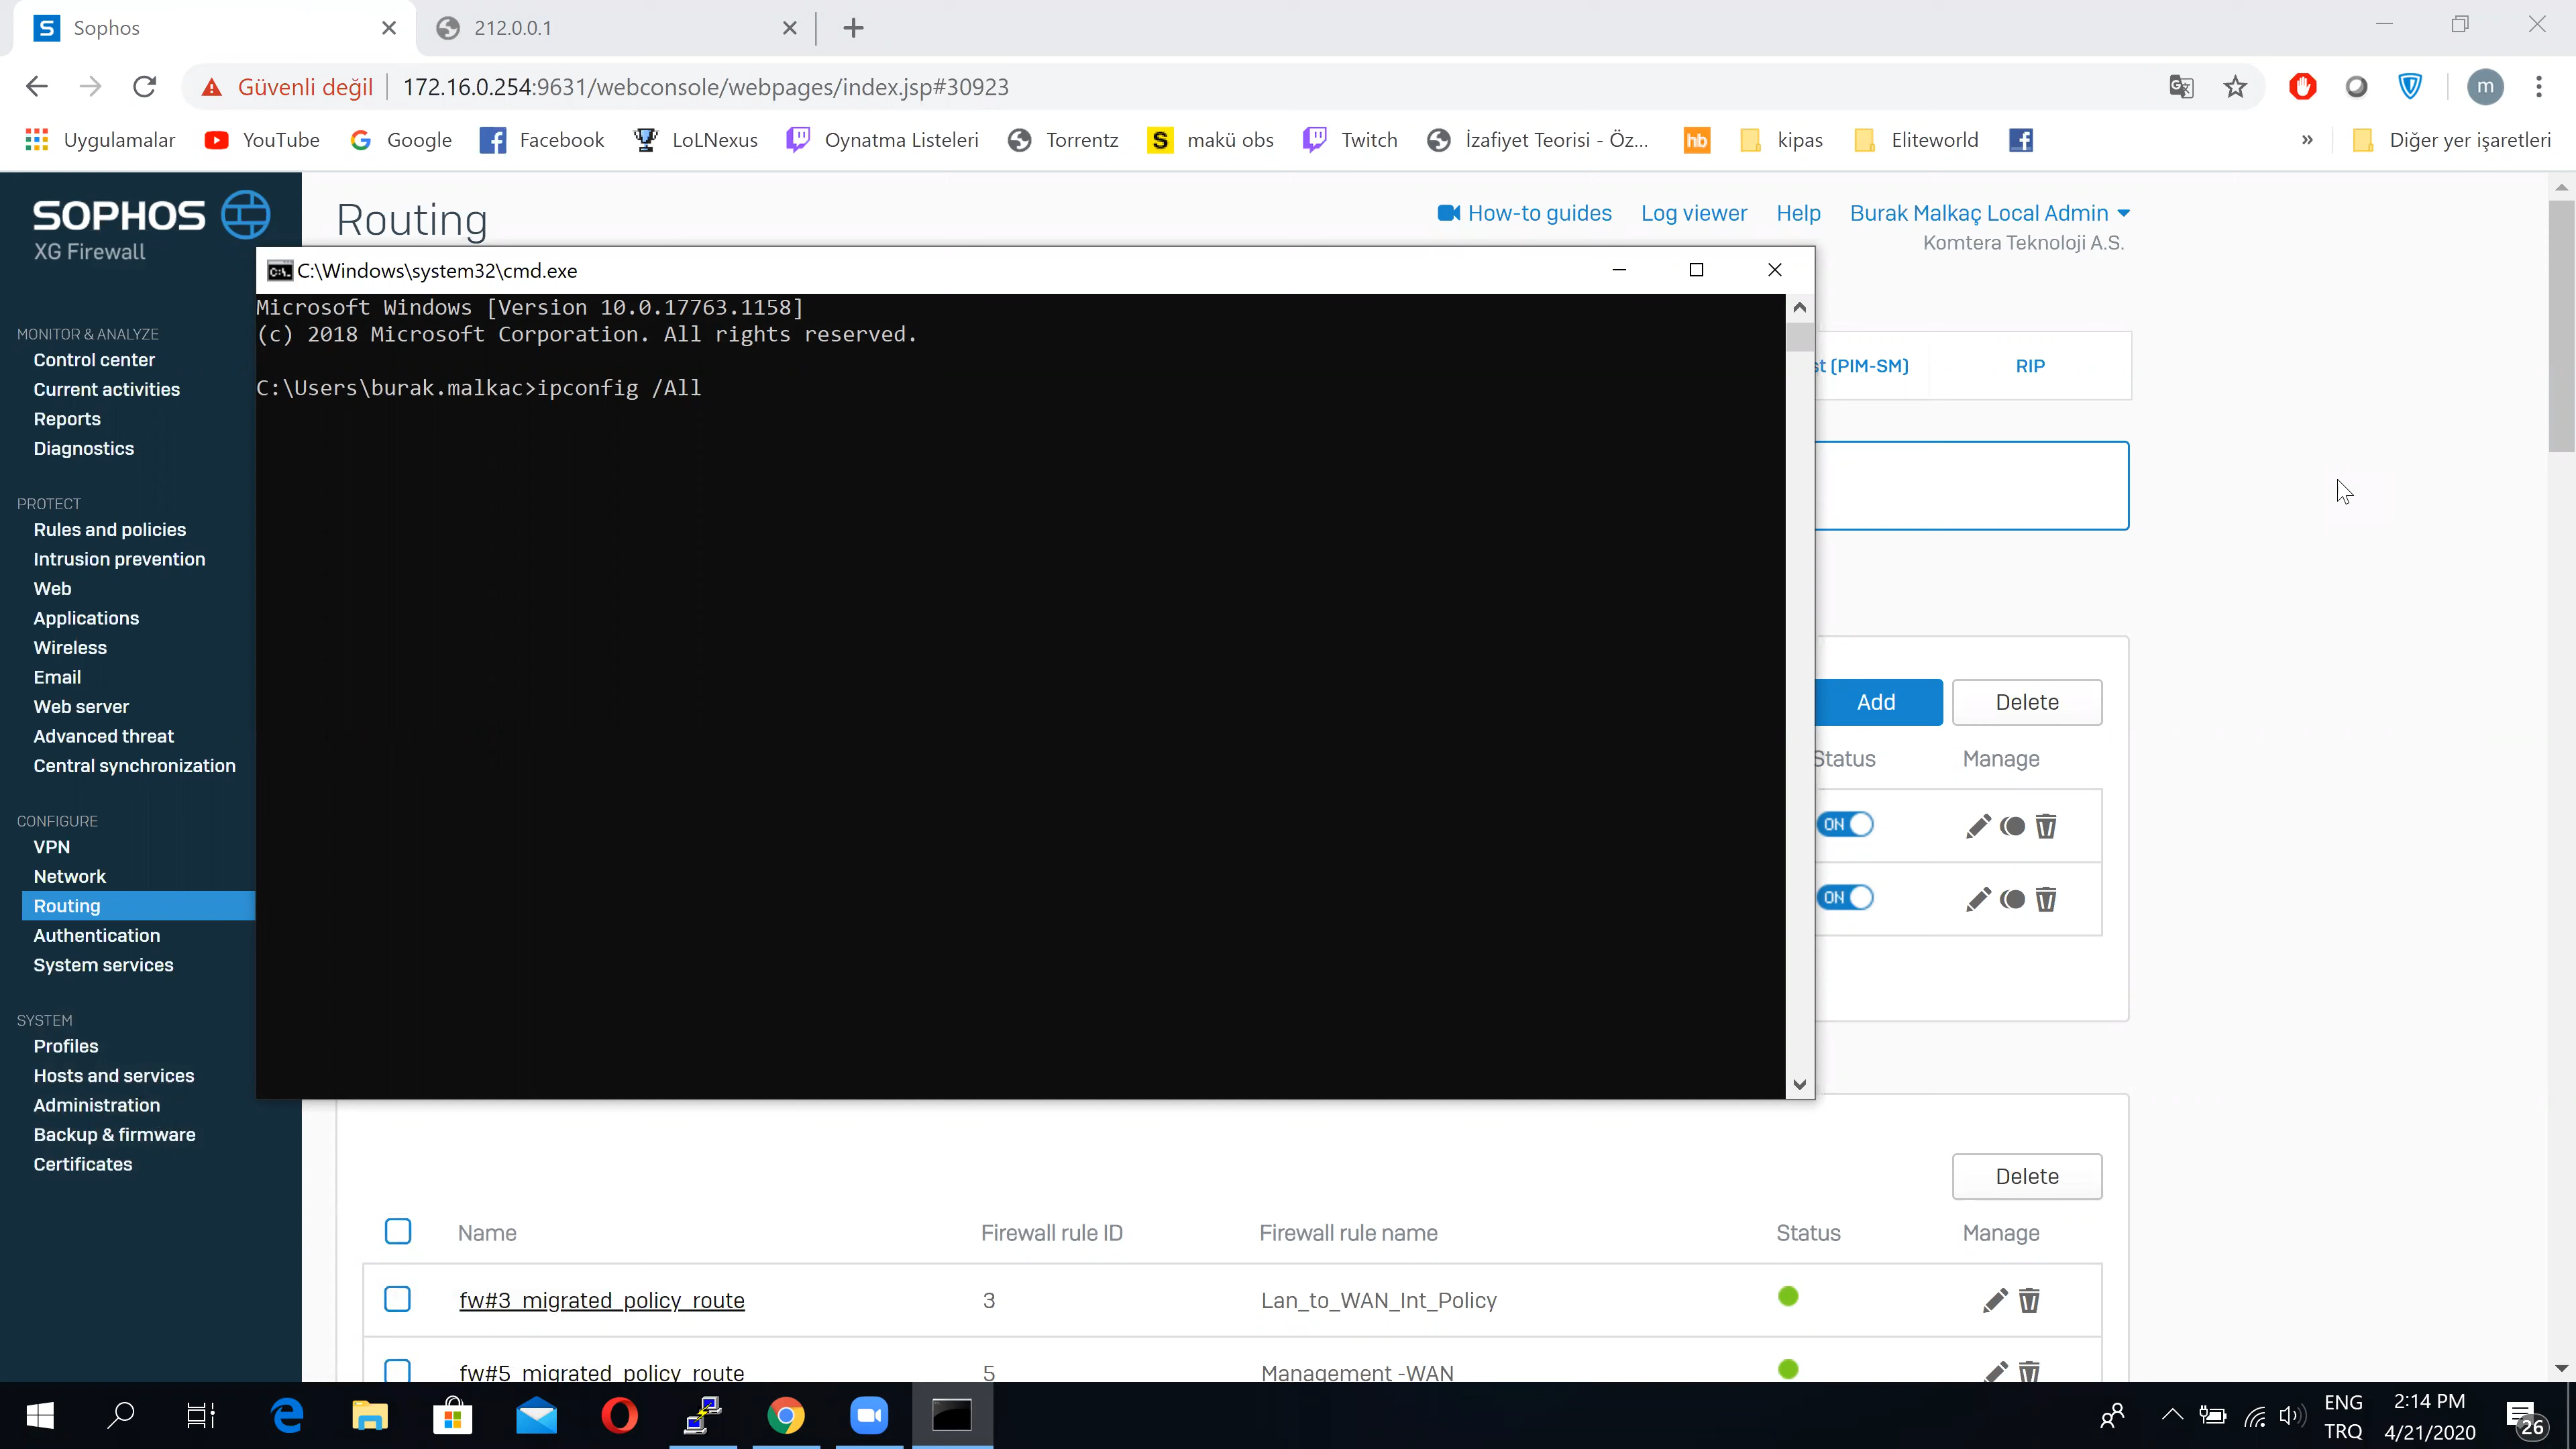 Sophos
212.0.0.1
Güvenli değil
172.16.0.254:9631/webconsole/webpages/index.jsp#30923
m
Uygulamalar
YouTube
Google
Facebook
LoLNexus
Oynatma Listeleri
Torrentz
makü obs
Twitch
İzafiyet Teorisi - Öz...
hb
kipas
Eliteworld
»
Diğer yer işaretleri
SOPHOS
XG Firewall
Routing
How-to guides
Log viewer
Help
Burak Malkaç Local Admin
Komtera Teknoloji A.S.
C:\Windows\system32\cmd.exe
Microsoft Windows [Version 10.0.17763.1158]
(c) 2018 Microsoft Corporation. All rights reserved.
C:\Users\burak.malkac>ipconfig /All
MONITOR & ANALYZE
Control center
Current activities
Reports
Diagnostics
PROTECT
Rules and policies
Intrusion prevention
Web
Applications
Wireless
Email
Web server
Advanced threat
Central synchronization
CONFIGURE
VPN
Network
Routing
Authentication
System services
SYSTEM
Profiles
Hosts and services
Administration
Backup & firmware
Certificates
st (PIM-SM)
RIP
Add
Delete
Status
Manage
ON
ON
Delete
Name
Firewall rule ID
Firewall rule name
Status
Manage
fw#3_migrated_policy_route
3
Lan_to_WAN_Int_Policy
fw#5_migrated_policy_route
5
Management -WAN
ENG
TRQ
2:14 PM
4/21/2020
26